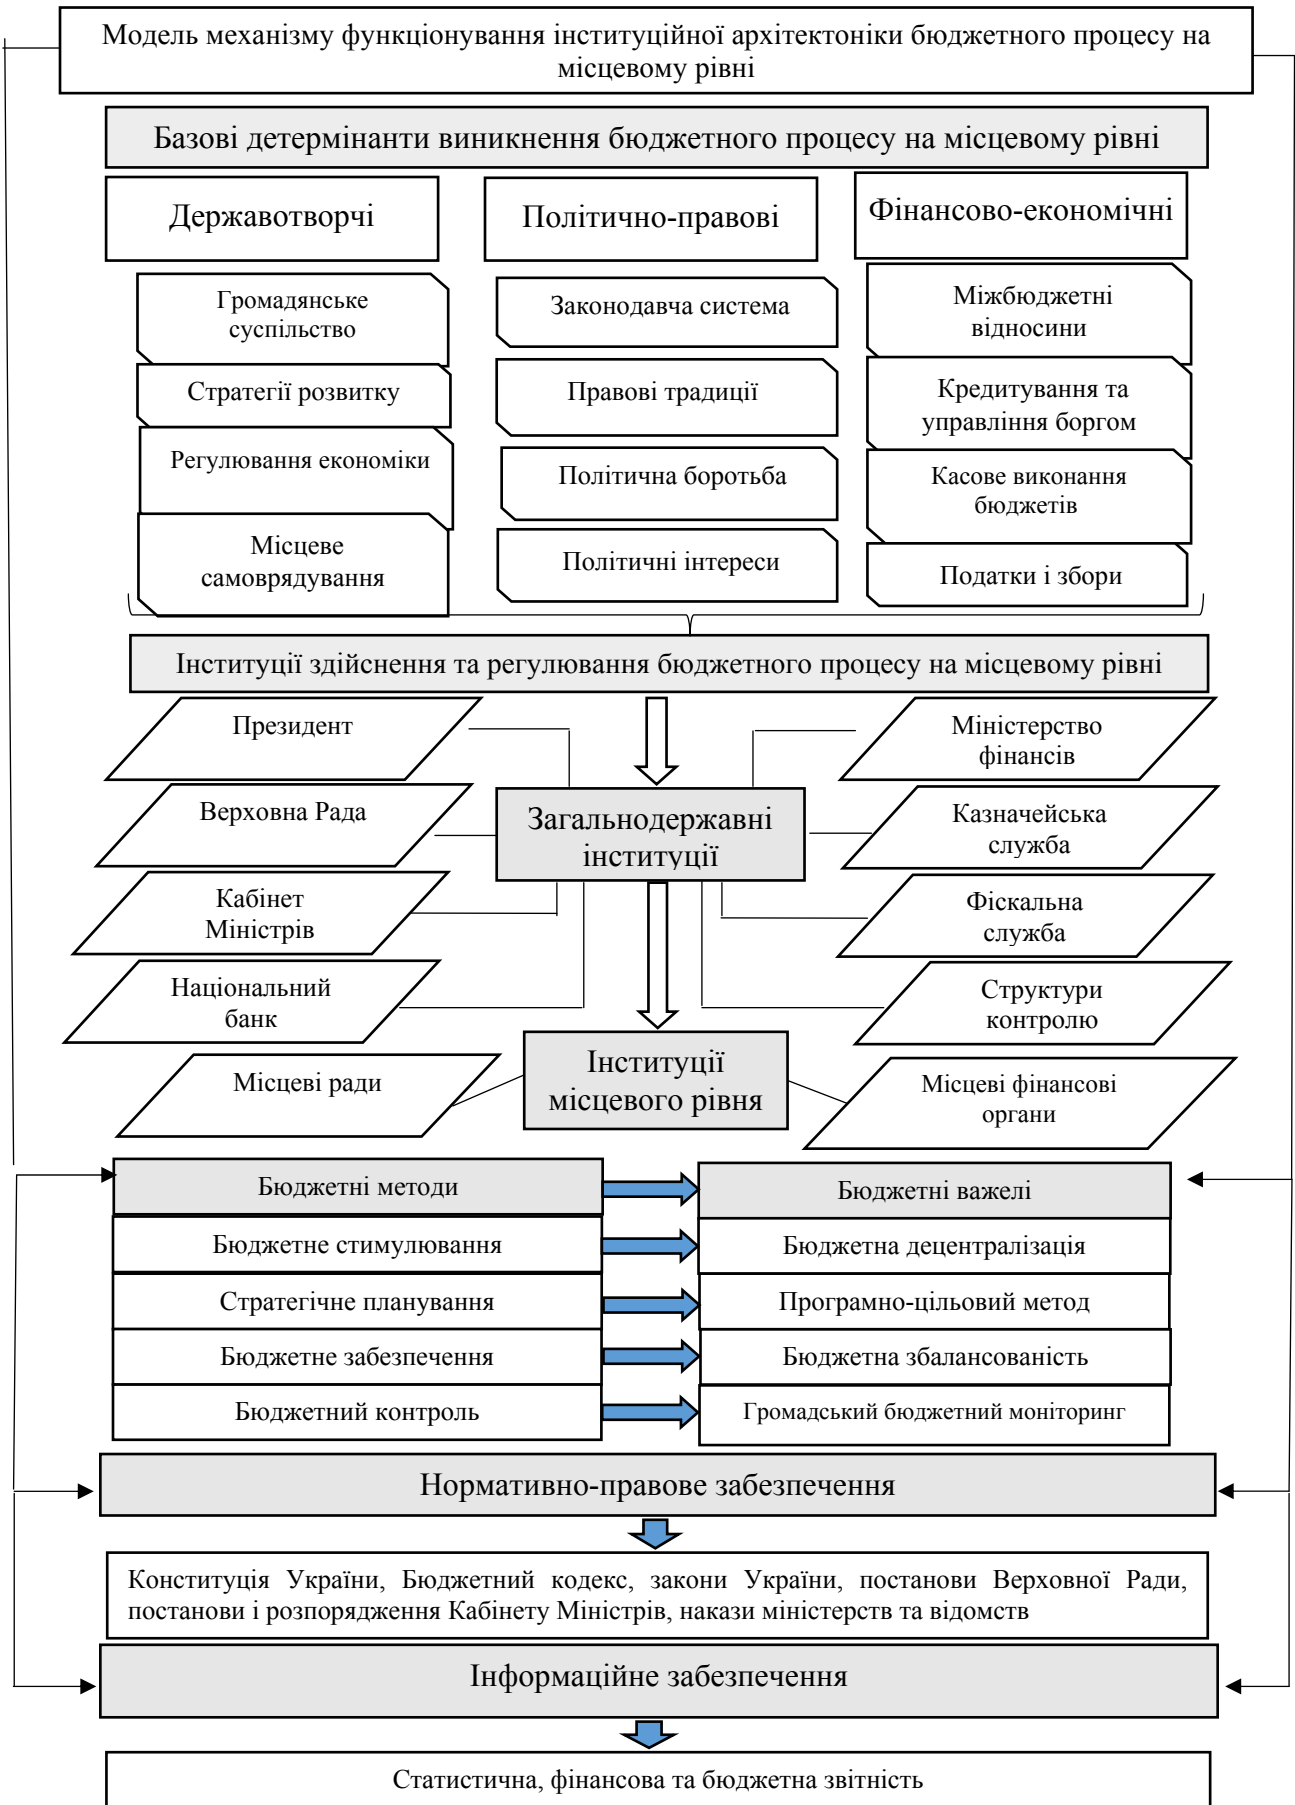 Модель механізму функціонування інституційної архітектоніки бюджетного процесу на
місцевому рівні
Базові детермінанти виникнення бюджетного процесу на місцевому рівні
Державотворчі
Політично-правові
Фінансово-економічні
Громадянське
суспільство
Законодавча система
Міжбюджетні
відносини
Стратегії розвитку
Правові традиції
Кредитування та
управління боргом
Регулювання економіки
Політична боротьба
Касове виконання
бюджетів
Місцеве
самоврядування
Політичні інтереси
Податки і збори
Інституції здійснення та регулювання бюджетного процесу на місцевому рівні
Президент
Міністерство
фінансів
Верховна Рада
Загальнодержавні
інституції
Казначейська
служба
Кабінет
Міністрів
Фіскальна
служба
Національний
банк
Структури
контролю
Місцеві ради
Інституції
місцевого рівня
Місцеві фінансові
органи
Бюджетні методи
Бюджетні важелі
Бюджетне стимулювання
Бюджетна децентралізація
Стратегічне планування
Програмно-цільовий метод
Бюджетне забезпечення
Бюджетна збалансованість
Бюджетний контроль
Громадський бюджетний моніторинг
Нормативно-правове забезпечення
Конституція України, Бюджетний кодекс, закони України, постанови Верховної Ради,
постанови і розпорядження Кабінету Міністрів, накази міністерств та відомств
Інформаційне забезпечення
Статистична, фінансова та бюджетна звітність